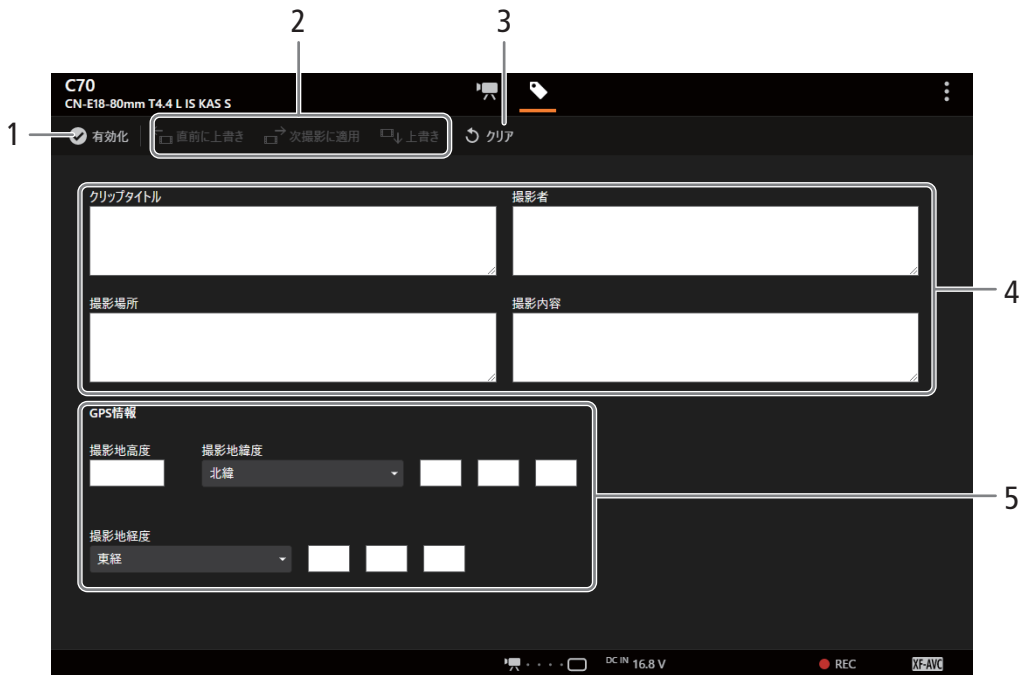 2
3
1
C70
CN-E18-80mm T4.4 L IS KAS S
有効化 直前に上書き 次撮影に適用 上書き クリア
クリップタイトル 撮影者
撮影場所 撮影内容
4
GPS情報
撮影地高度 撮影地緯度
北緯
5
撮影地経度
東経
DC IN 16.8 V REC XF-AVC